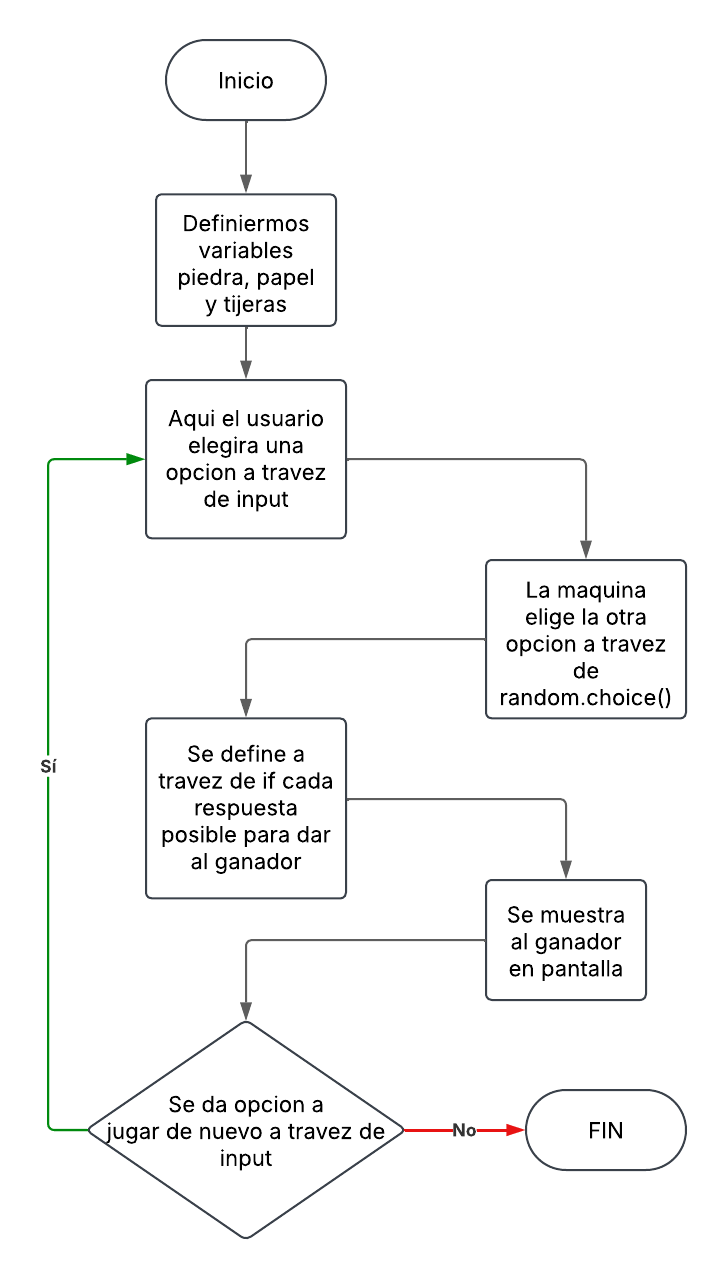 Inicio
Definiermos
variables
piedra, papel
y tijeras
Aqui el usuario
elegira una
opcion a travez
de input
La maquina
elige la otra
opcion a travez
de
random.choice()
Se define a
travez de if cada
respuesta
posible para dar
al ganador
Sí
Se muestra
al ganador
en pantalla
Se da opcion a
jugar de nuevo a travez de
input
No
FIN